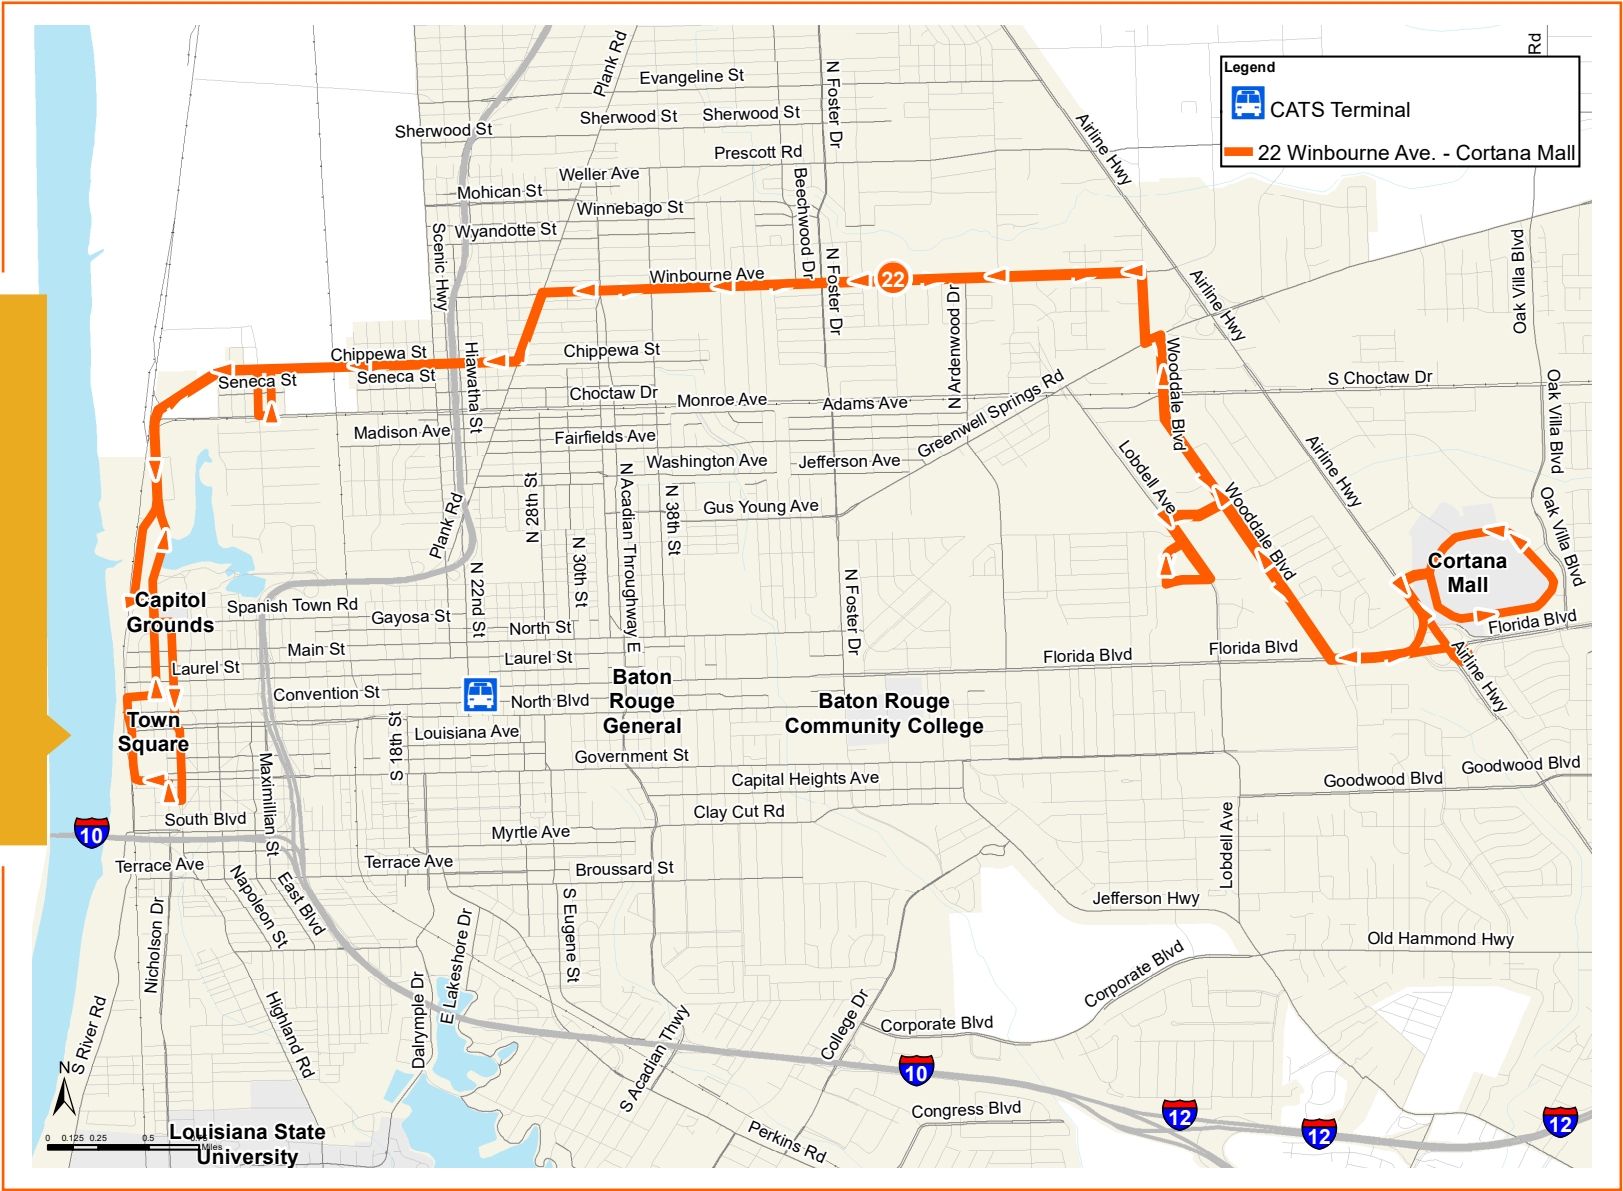 Legend
CATS Terminal
22 Winbourne Ave. - Cortana Mall
Rd
Plank Rd
Evangeline St
N Foster Dr
Sherwood St
Sherwood St
Sherwood St
Airline Hwy
Prescott Rd
Weller Ave
Mohican St
Beechwood Dr
Winnebago St
Wyandotte St
Scenic Hwy
N Foster Dr
Oak Villa Blvd
Winbourne Ave
22
Airline Hwy
N Ardenwood Dr
Chippewa St
Chippewa St
Hiawatha St
Wooddale Blvd
Seneca St
Seneca St
S Choctaw Dr
Choctaw Dr
Monroe Ave
Adams Ave
Greenwell Springs Rd
Oak Villa Blvd
Madison Ave
Fairfields Ave
Washington Ave
Jefferson Ave
Lobdell Ave
Airline Hwy
N 28th St
N Acadian Throughway E
N 38th St
Gus Young Ave
Plank Rd
Wooddale Blvd
Oak Villa Blvd
N 30th St
Cortana
Mall
N 22nd St
N Foster Dr
Capitol
Grounds
Spanish Town Rd
Gayosa St
North St
Florida Blvd
Main St
Laurel St
Laurel St
Florida Blvd
Florida Blvd
Airline Hwy
Convention St
North Blvd
Baton
Rouge
General
Baton Rouge
Community College
Town
Square
S 18th St
Louisiana Ave
Government St
Maximillian St
Capital Heights Ave
Goodwood Blvd
Goodwood Blvd
Clay Cut Rd
South Blvd
10
Myrtle Ave
Lobdell Ave
Terrace Ave
Terrace Ave
Broussard St
Napoleon St
East Blvd
Nicholson Dr
S Eugene St
Jefferson Hwy
E Lakeshore Dr
Old Hammond Hwy
Corporate Blvd
Dalrymple Dr
Highland Rd
S River Rd
College Dr
Corporate Blvd
S Acadian Thwy
N
10
12
12
12
Congress Blvd
Perkins Rd
Louisiana State
University
0 0.125 0.25 0.5
Miles